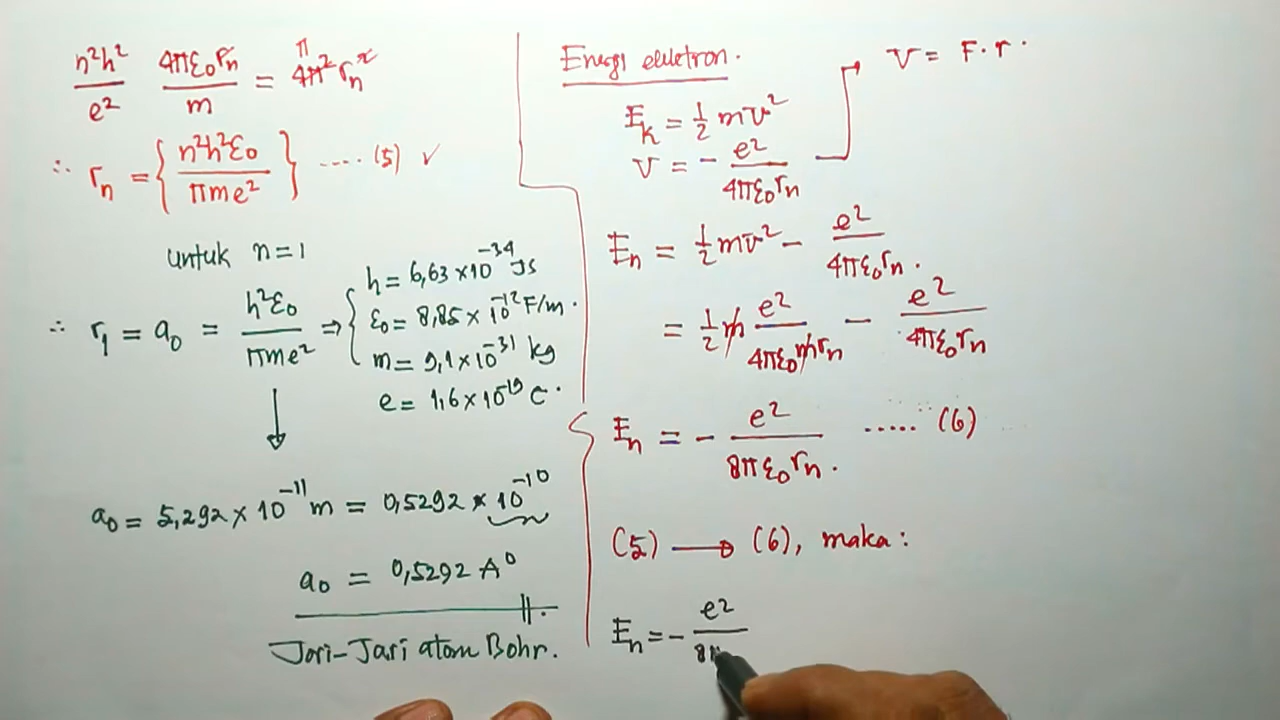 n²h²/e² 4πε₀rₙ/m = 4π² rₙ² π
∴ rₙ = {n²h²ε₀/πme²} .... (5) ✓
untuk n = 1
∴ r₁ = a₀ = h²ε₀/πme² ⇒ {
h = 6,63 × 10⁻³⁴ Js
ε₀ = 8,85 × 10⁻¹² F/m.
m = 9,1 × 10⁻³¹ kg
e = 1,6 × 10⁻¹⁹ C.
a₀ = 5,292 × 10⁻¹¹ m = 0,5292 × 10⁻¹⁰
a₀ = 0,5292 A⁰
Jari-Jari atom Bohr.
Energi elektron.
V = F.r.
Eₖ = ½ mv²
V = - e²/4πε₀rₙ
Eₙ = ½ mv² - e²/4πε₀rₙ.
= ½ m e²/4πε₀mrₙ - e²/4πε₀rₙ
Eₙ = - e²/8πε₀rₙ. ..... (6)
(5) → (6), maka :
Eₙ = - e²/8π